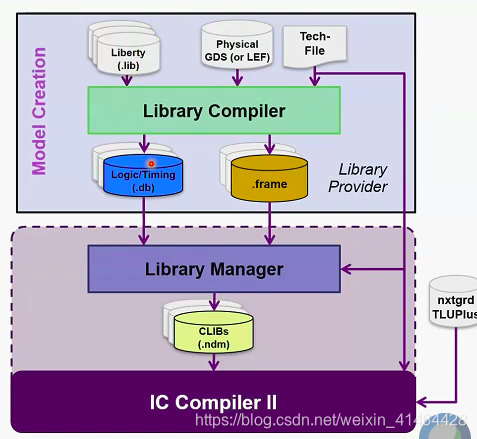 Model Creation
Liberty
(.lib)
Physical
GDS (or LEF)
Tech-
File
Library Compiler
Logic/Timing
(.db)
.frame
Library
Provider
Library Manager
nxtgrd
TLUPlus
CLIBs
(.ndm)
IC Compiler II
https://blog.csdn.net/weixin_41464428